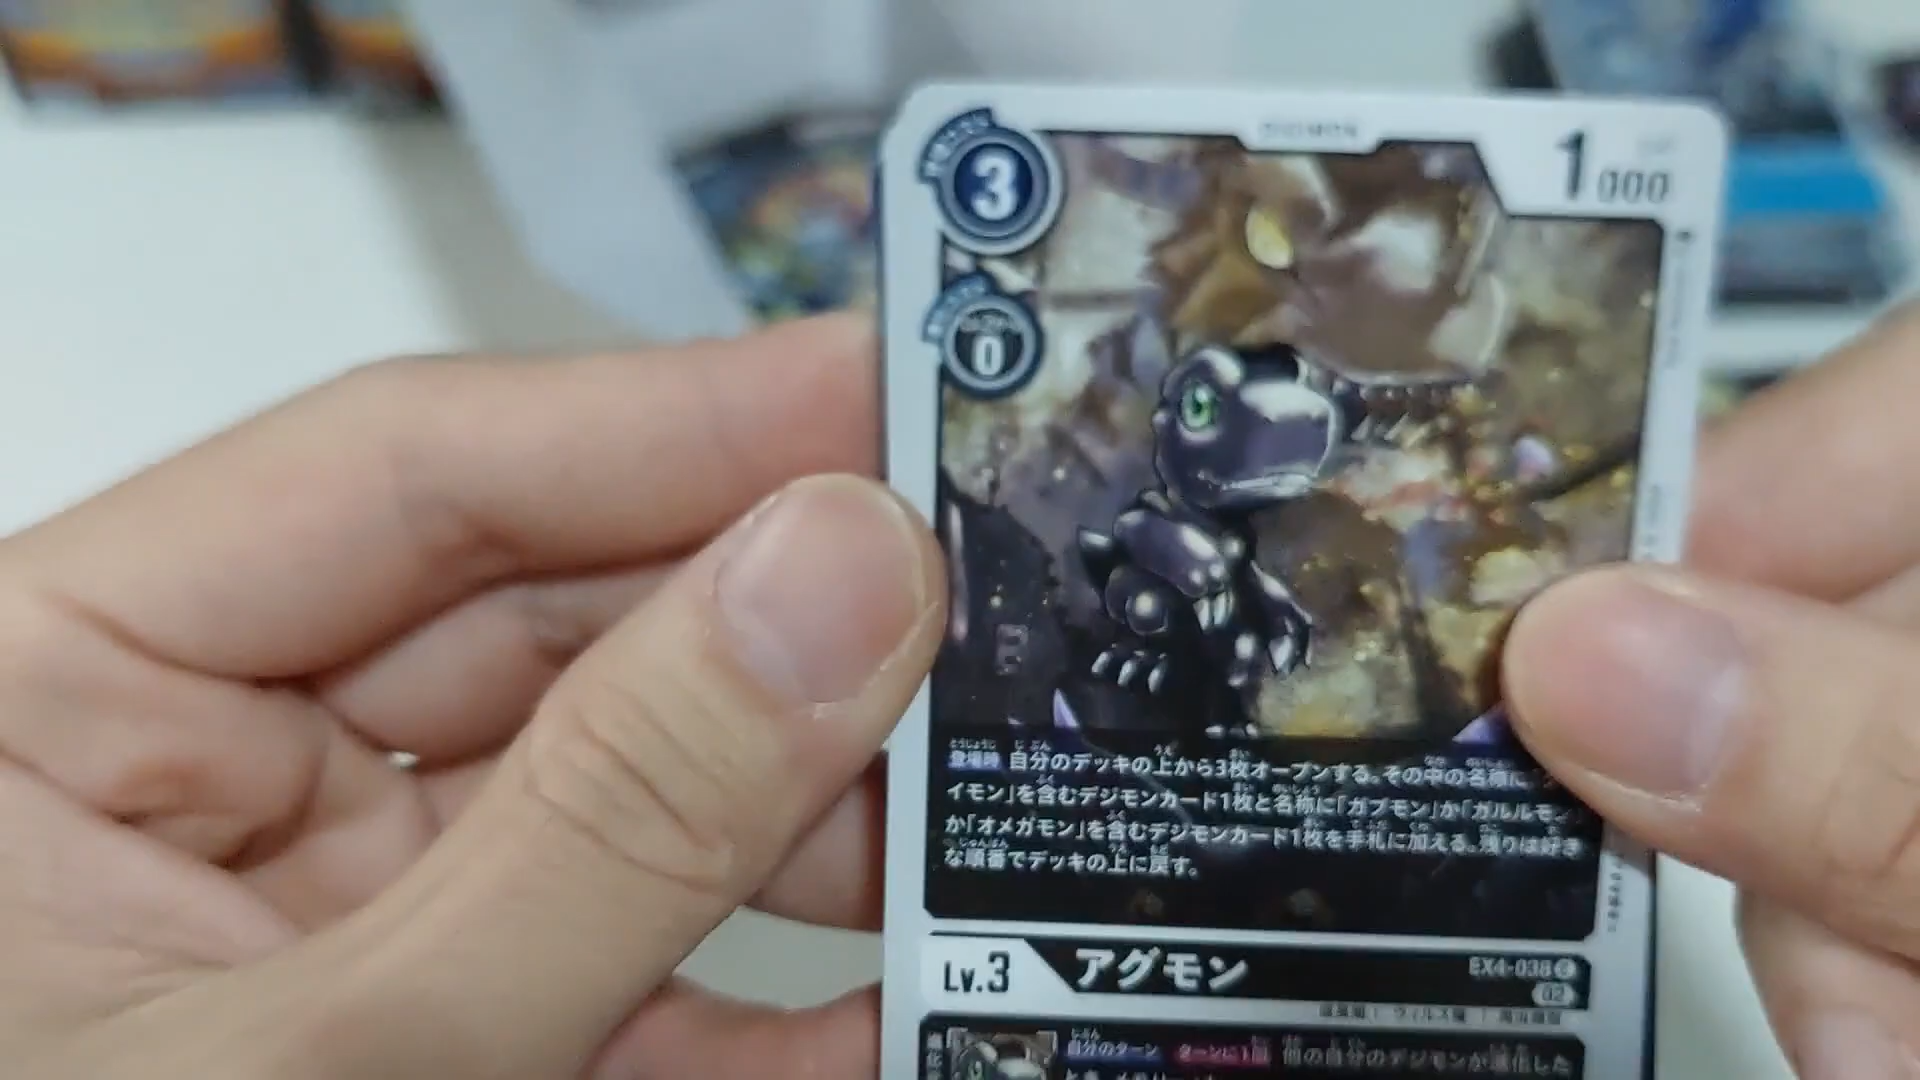 DIGIMON
3
1000
0
登場時 自分のデッキの上から3枚オープンする。その中の名称に
イモン」を含むデジモンカード1枚と名称に「ガブモン」か「ガルルモン」
か「オメガモン」を含むデジモンカード1枚を手札に加える。残りは好き
な順番でデッキの上に戻す。
Lv.3 アグモン EX4-038 C
02
自分のターン ターンに1回 他の自分のデジモンが進化した